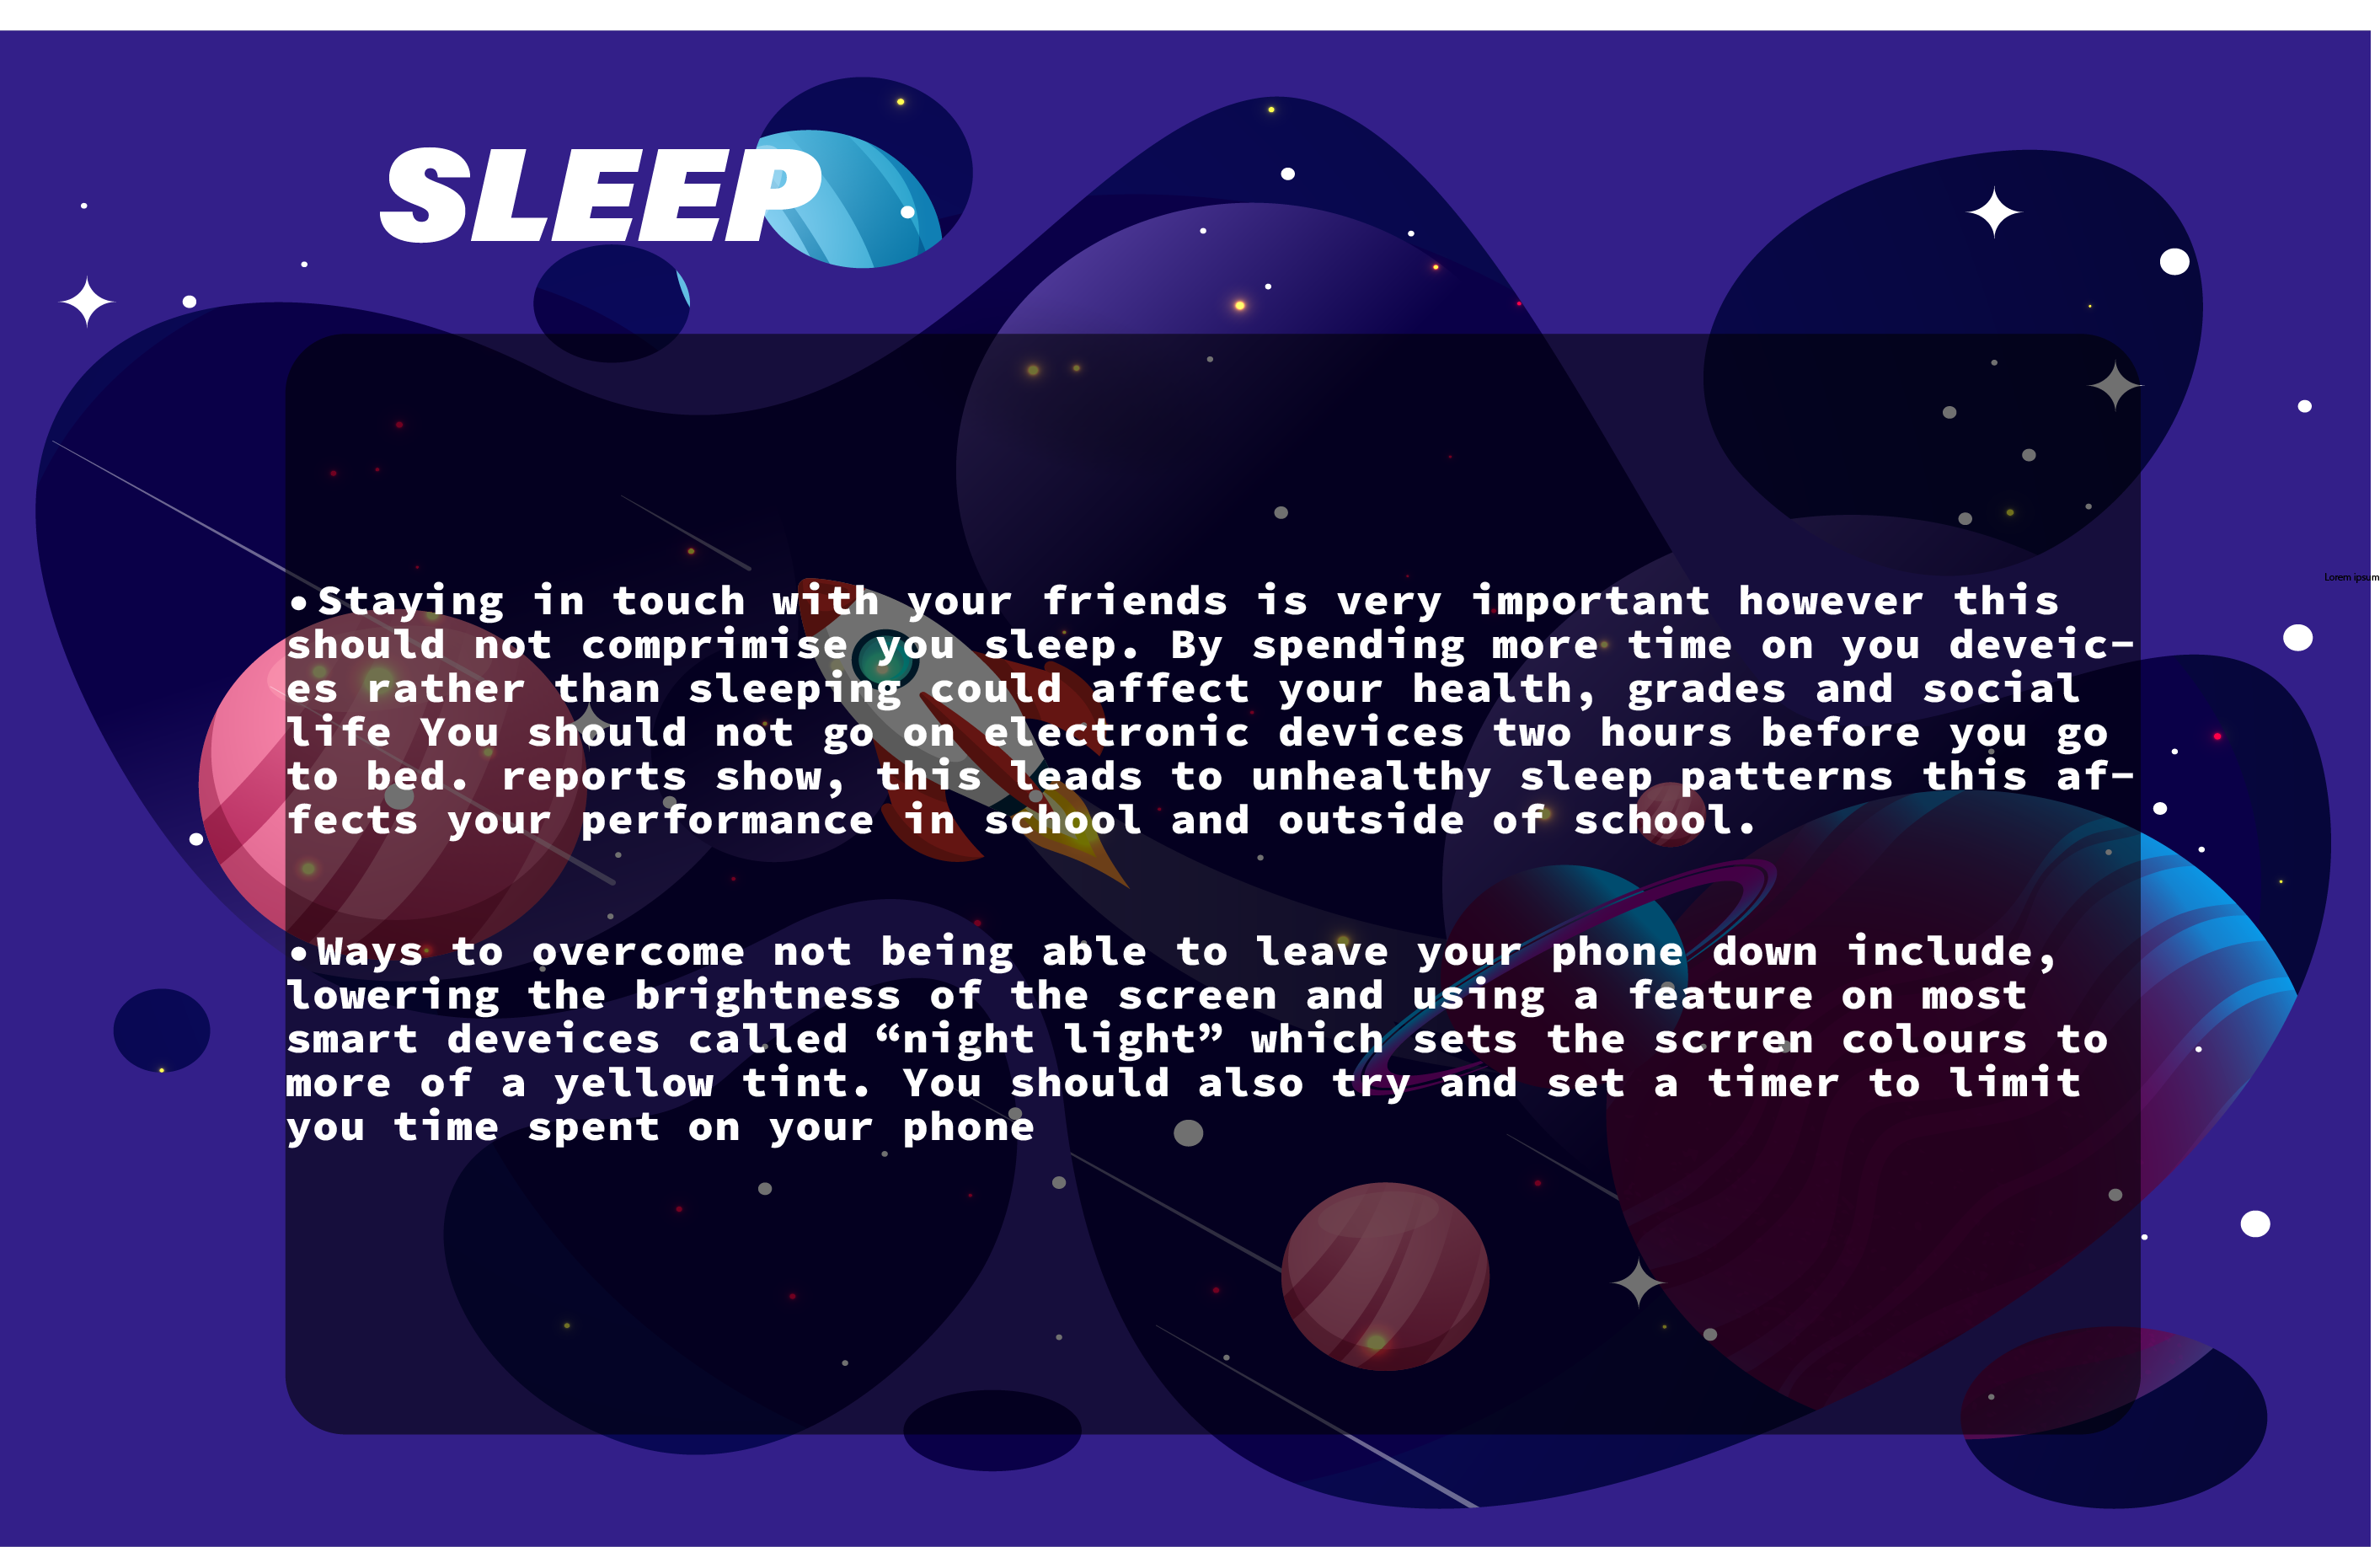 SLEEP
Lorem ipsum
•Staying in touch with your friends is very important however this
should not comprimise you sleep. By spending more time on you deveic-
es rather than sleeping could affect your health, grades and social
life You should not go on electronic devices two hours before you go
to bed. reports show, this leads to unhealthy sleep patterns this af-
fects your performance in school and outside of school.
•Ways to overcome not being able to leave your phone down include,
lowering the brightness of the screen and using a feature on most
smart deveices called “night light” which sets the scrren colours to
more of a yellow tint. You should also try and set a timer to limit
you time spent on your phone